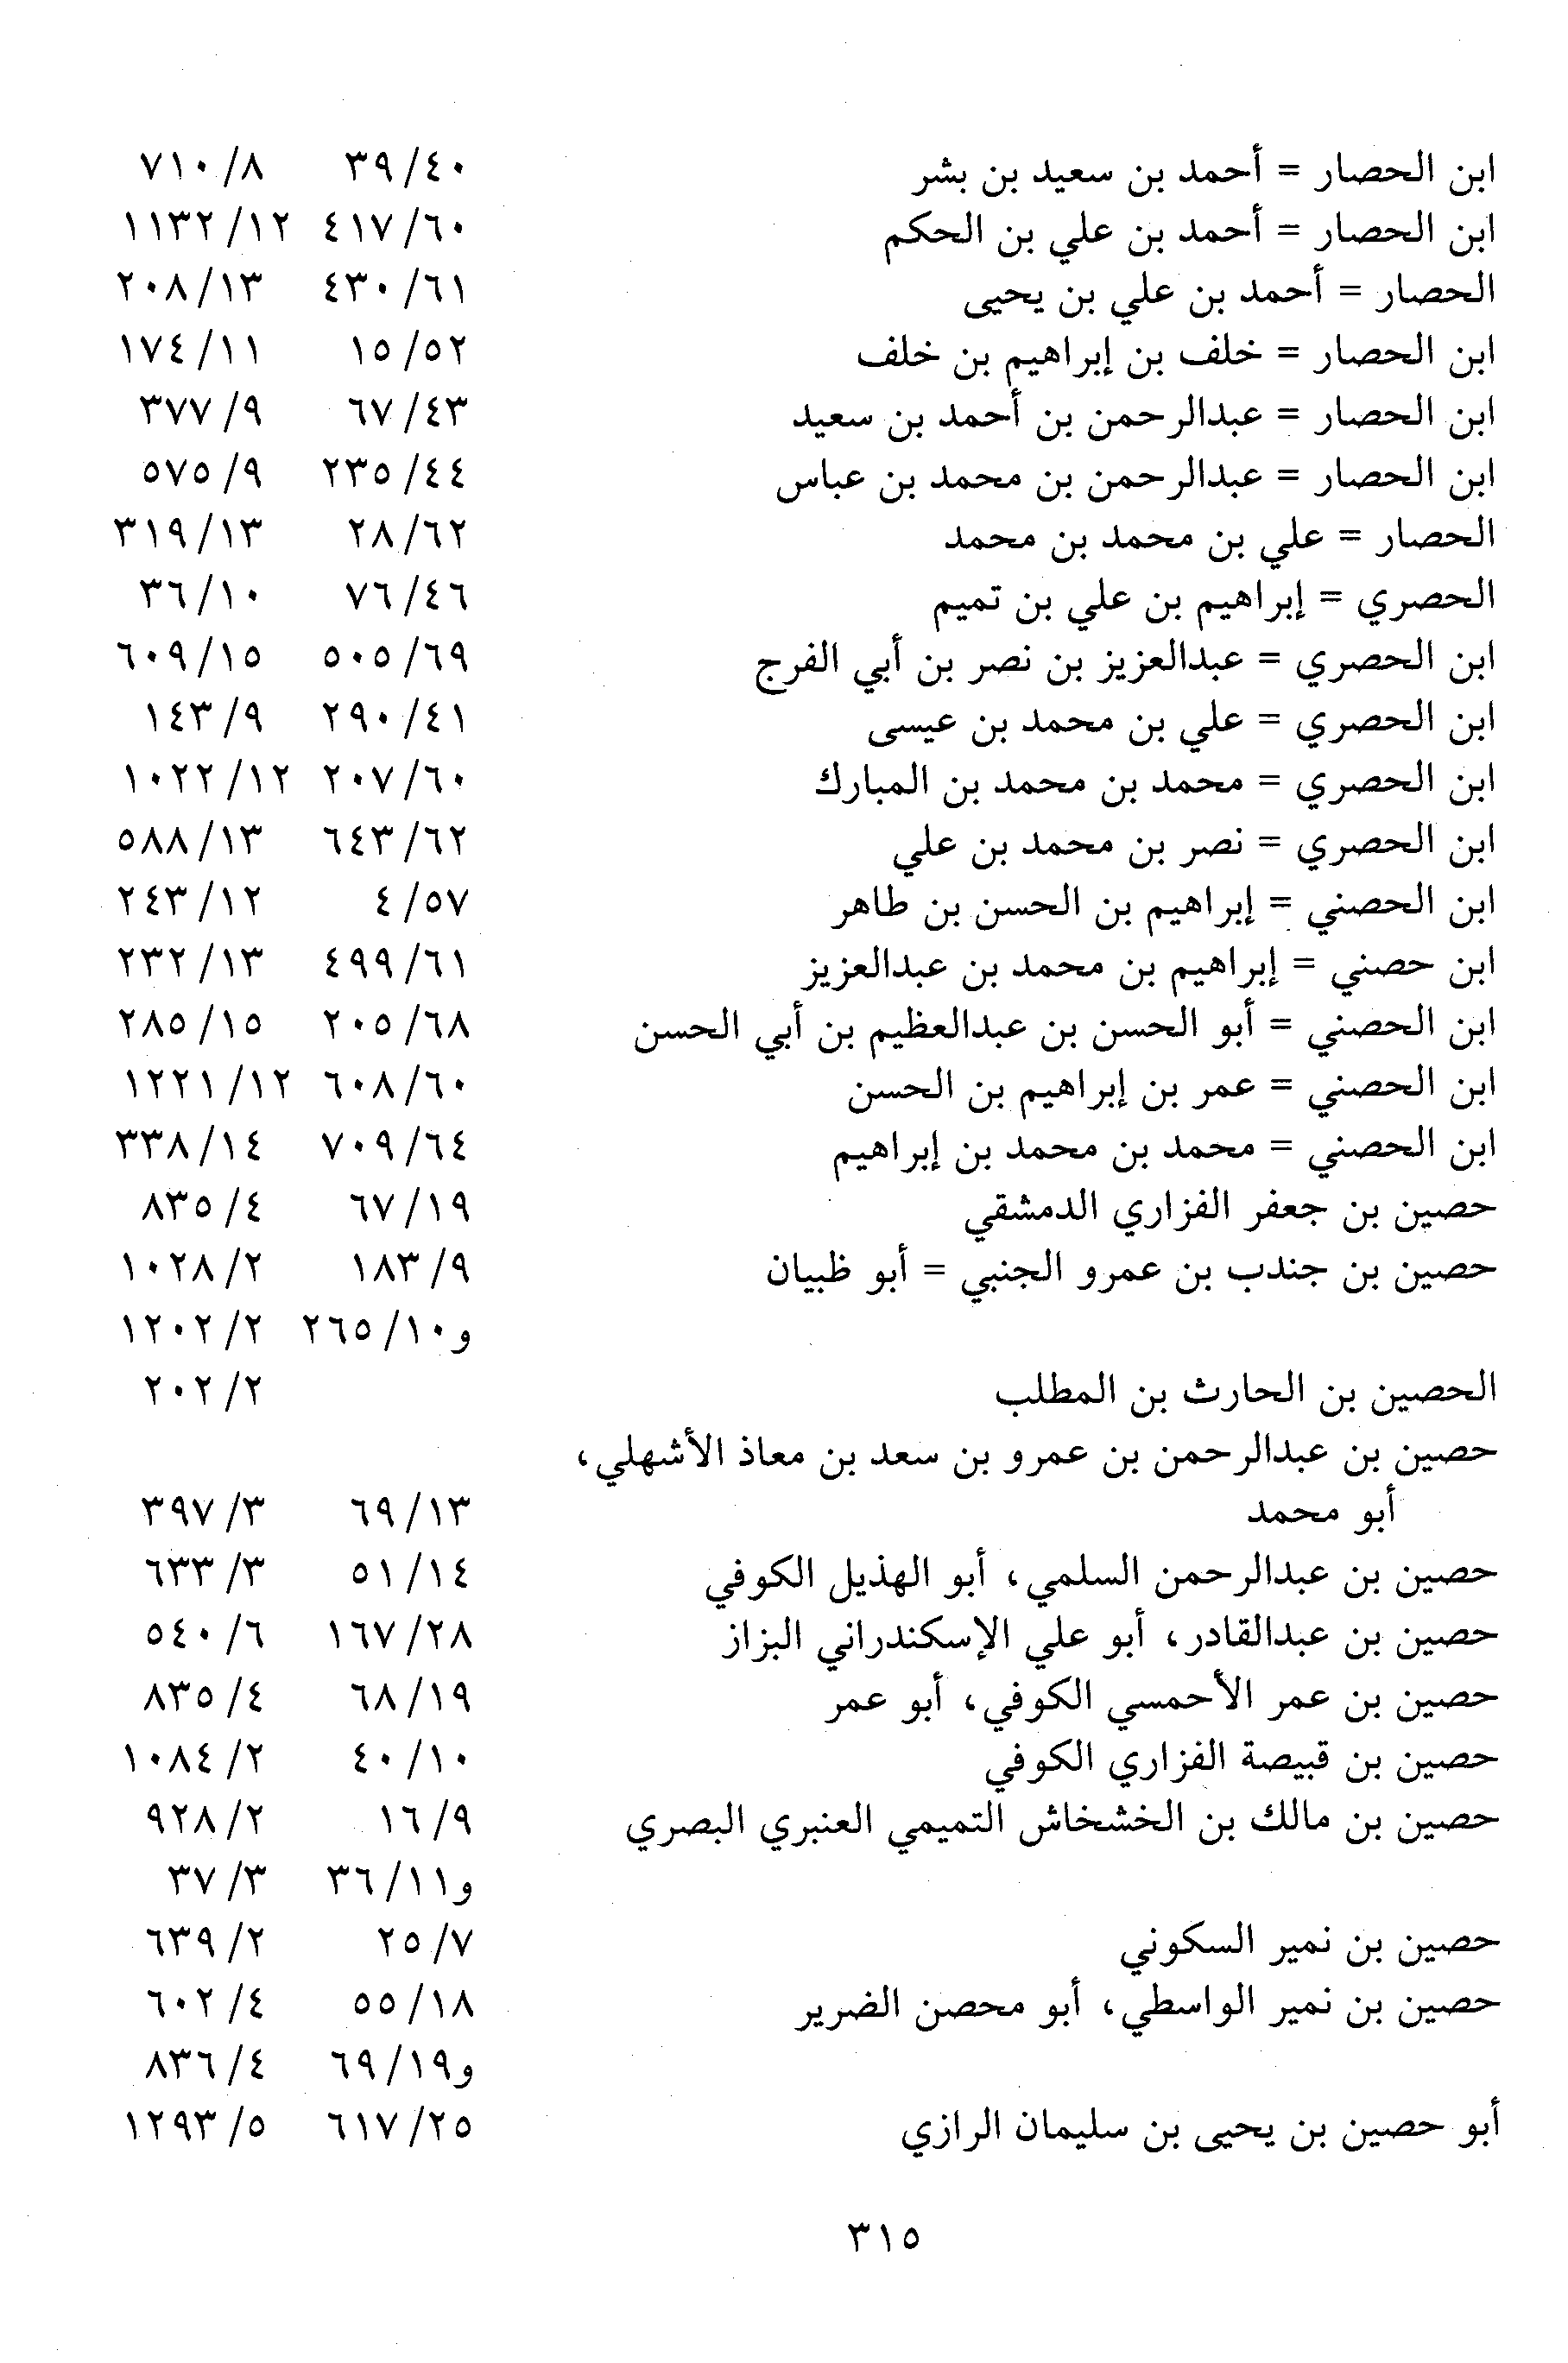 ابن الحصار = أحمد بن سعيد بن بشر ٤٠/ ٣٩ ٨/ ٧١٠
ابن الحصار = أحمد بن علي بن الحكم ٦٠/ ٤١٧ ١٢/ ١١٣٢
الحصار = أحمد بن علي بن يحيى ٦١/ ٤٣٠ ١٣/ ٢٠٨
ابن الحصار = خلف بن إبراهيم بن خلف ٥٢/ ١٥ ١١/ ١٧٤
ابن الحصار = عبدالرحمن بن أحمد بن سعيد ٤٣/ ٦٧ ٩/ ٣٧٧
ابن الحصار = عبدالرحمن بن محمد بن عباس ٤٤/ ٢٣٥ ٩/ ٥٧٥
الحصار = علي بن محمد بن محمد ٦٢/ ٢٨ ١٣/ ٣١٩
الحصري = إبراهيم بن علي بن تميم ٤٦/ ٧٦ ١٠/ ٣٦
ابن الحصري = عبدالعزيز بن نصر بن أبي الفرج ٦٩/ ٥٠٥ ١٥/ ٦٠٩
ابن الحصري = علي بن محمد بن عيسى ٤١/ ٢٩٠ ٩/ ١٤٣
ابن الحصري = محمد بن محمد بن المبارك ٦٠/ ٢٠٧ ١٢/ ١٠٢٢
ابن الحصري = نصر بن محمد بن علي ٦٢/ ٦٤٣ ١٣/ ٥٨٨
ابن الحصني = إبراهيم بن الحسن بن طاهر ٥٧/ ٤ ١٢/ ٢٤٣
ابن حصني = إبراهيم بن محمد بن عبدالعزيز ٦١/ ٤٩٩ ١٣/ ٢٣٢
ابن الحصني = أبو الحسن بن عبدالعظيم بن أبي الحسن ٦٨/ ٢٠٥ ١٥/ ٢٨٥
ابن الحصني = عمر بن إبراهيم بن الحسن ٦٠/ ٦٠٨ ١٢/ ١٢٢١
ابن الحصني = محمد بن محمد بن إبراهيم ٦٤/ ٧٠٩ ١٤/ ٣٣٨
حصين بن جعفر الفزاري الدمشقي ١٩/ ٦٧ ٤/ ٨٣٥
حصين بن جندب بن عمرو الجنبي = أبو ظبيان ٩/ ١٨٣ ٢/ ١٠٢٨
و١٠/ ٢٦٥ ٢/ ١٢٠٢
الحصين بن الحارث بن المطلب ٢/ ٢٠٢
حصين بن عبدالرحمن بن عمرو بن سعد بن معاذ الأشهلي،
أبو محمد ١٣/ ٦٩ ٣/ ٣٩٧
حصين بن عبدالرحمن السلمي، أبو الهذيل الكوفي ١٤/ ٥١ ٣/ ٦٣٣
حصين بن عبدالقادر، أبو علي الإسكندراني البزاز ٢٨/ ١٦٧ ٦/ ٥٤٠
حصين بن عمر الأحمسي الكوفي، أبو عمر ١٩/ ٦٨ ٤/ ٨٣٥
حصين بن قبيصة الفزاري الكوفي ١٠/ ٤٠ ٢/ ١٠٨٤
حصين بن مالك بن الخشخاش التميمي العنبري البصري ٩/ ١٦ ٢/ ٩٢٨
و١١/ ٣٦ ٣/ ٣٧
حصين بن نمير السكوني ٧/ ٢٥ ٢/ ٦٣٩
حصين بن نمير الواسطي، أبو محصن الضرير ١٨/ ٥٥ ٤/ ٦٠٢
و١٩/ ٦٩ ٤/ ٨٣٦
أبو حصين بن يحيى بن سليمان الرازي ٢٥/ ٦١٧ ٥/ ١٢٩٣
٣١٥